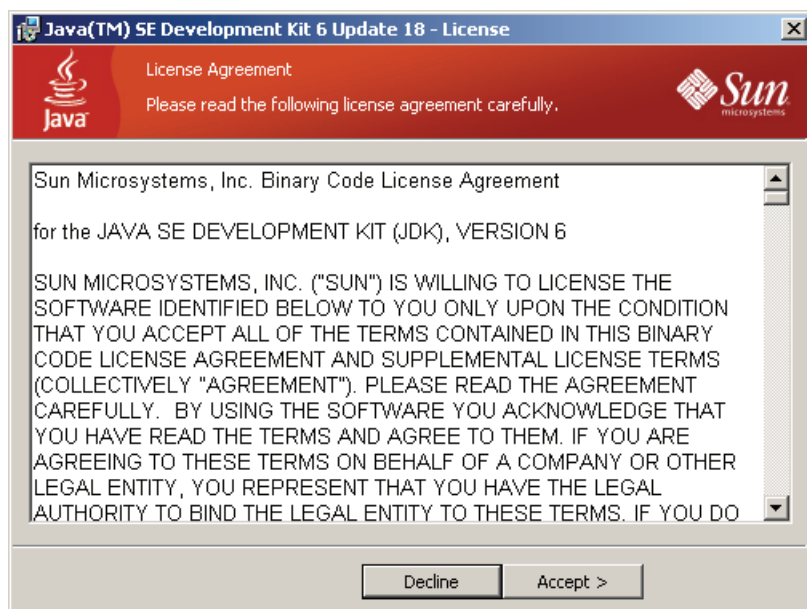 Java(TM) SE Development Kit 6 Update 18 - License
License Agreement
Please read the following license agreement carefully.
Java
Sun
microsystems
Sun Microsystems, Inc. Binary Code License Agreement
for the JAVA SE DEVELOPMENT KIT (JDK), VERSION 6
SUN MICROSYSTEMS, INC. ("SUN") IS WILLING TO LICENSE THE
SOFTWARE IDENTIFIED BELOW TO YOU ONLY UPON THE CONDITION
THAT YOU ACCEPT ALL OF THE TERMS CONTAINED IN THIS BINARY
CODE LICENSE AGREEMENT AND SUPPLEMENTAL LICENSE TERMS
(COLLECTIVELY "AGREEMENT"). PLEASE READ THE AGREEMENT
CAREFULLY.  BY USING THE SOFTWARE YOU ACKNOWLEDGE THAT
YOU HAVE READ THE TERMS AND AGREE TO THEM. IF YOU ARE
AGREEING TO THESE TERMS ON BEHALF OF A COMPANY OR OTHER
LEGAL ENTITY, YOU REPRESENT THAT YOU HAVE THE LEGAL
AUTHORITY TO BIND THE LEGAL ENTITY TO THESE TERMS. IF YOU DO
Decline
Accept >